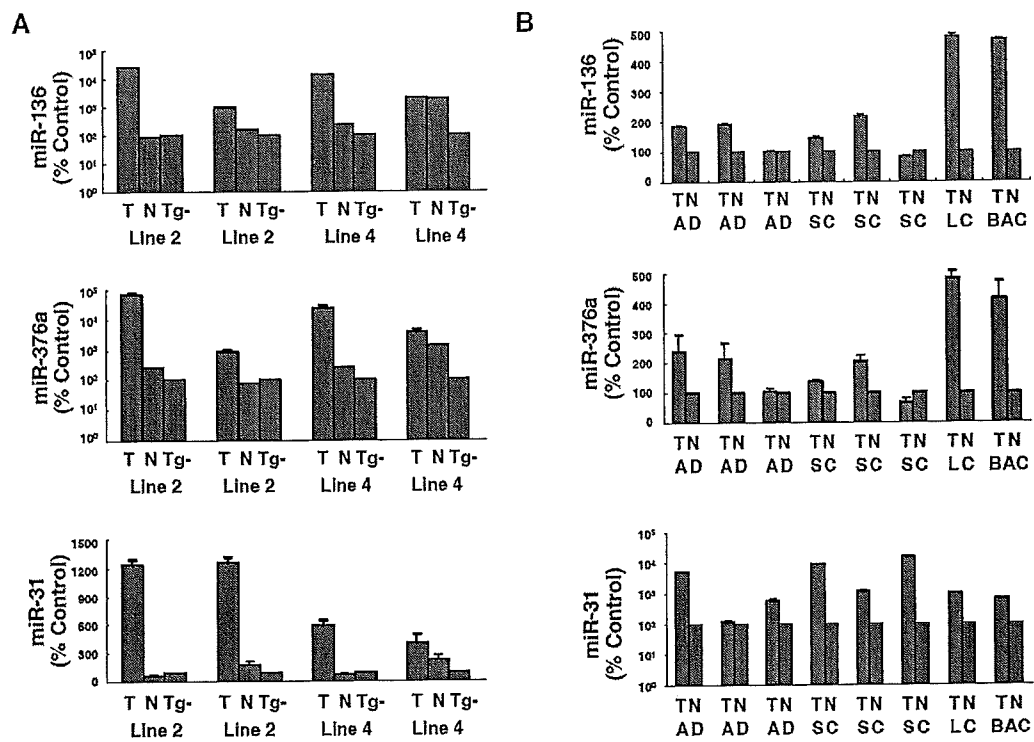 A
miR-136
(% Control)
10⁵
10⁴
10³
10²
10¹
10⁰
T N Tg- T N Tg- T N Tg- T N Tg-
Line 2 Line 2 Line 4 Line 4
miR-376a
(% Control)
10⁵
10⁴
10³
10²
10¹
10⁰
T N Tg- T N Tg- T N Tg- T N Tg-
Line 2 Line 2 Line 4 Line 4
miR-31
(% Control)
1500
1200
900
600
300
0
T N Tg- T N Tg- T N Tg- T N Tg-
Line 2 Line 2 Line 4 Line 4
B
miR-136
(% Control)
500
400
300
200
100
0
TN TN TN TN TN TN TN TN
AD AD AD SC SC SC LC BAC
miR-376a
(% Control)
500
400
300
200
100
0
TN TN TN TN TN TN TN TN
AD AD AD SC SC SC LC BAC
miR-31
(% Control)
10⁵
10⁴
10³
10²
10¹
10⁰
TN TN TN TN TN TN TN TN
AD AD AD SC SC SC LC BAC